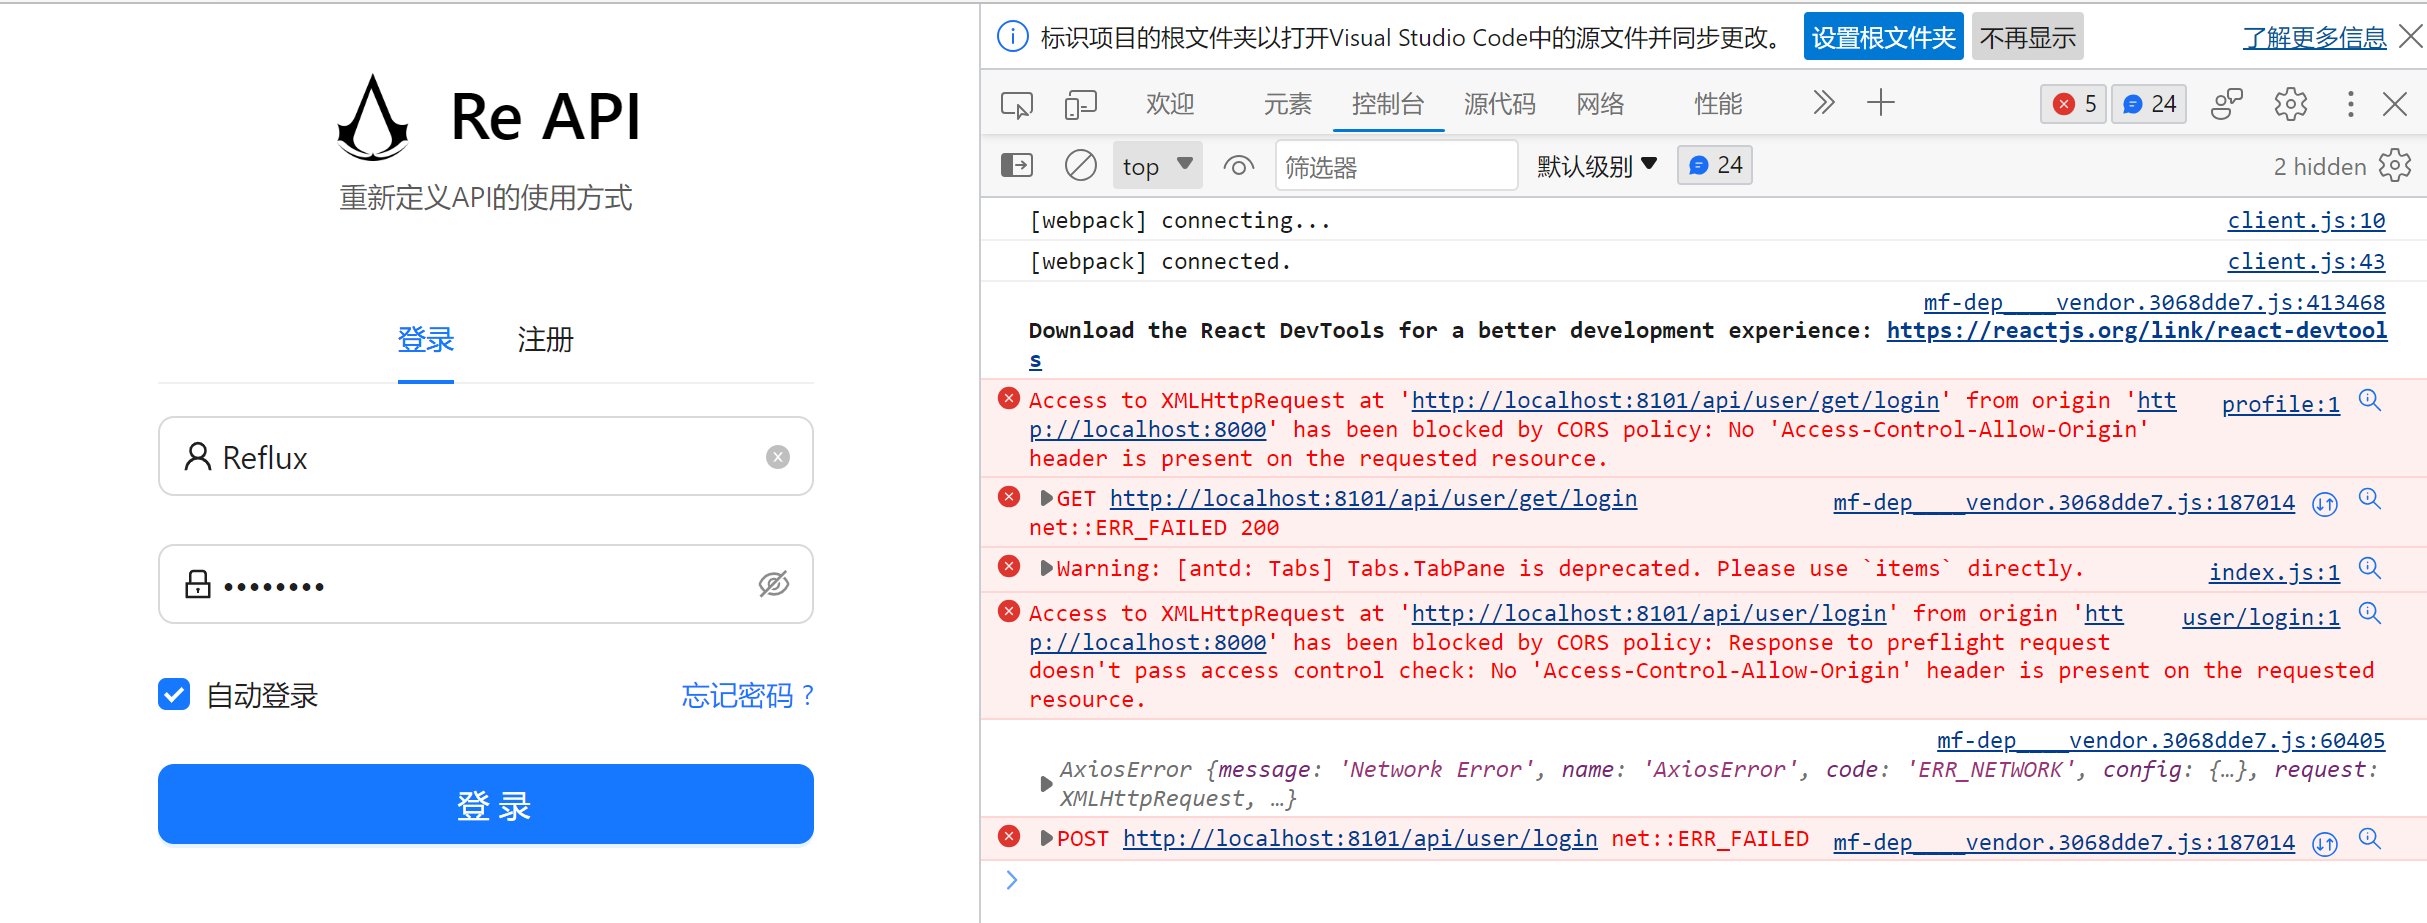 Re API
重新定义API的使用方式
登录 注册
Reflux
••••••••
自动登录 忘记密码 ?
登 录
标识项目的根文件夹以打开Visual Studio Code中的源文件并同步更改。 设置根文件夹 不再显示 了解更多信息
欢迎 元素 控制台 源代码 网络 性能 5 24
top 筛选器 默认级别 24 2 hidden
[webpack] connecting... client.js:10
[webpack] connected. client.js:43
mf-dep____vendor.3068dde7.js:413468
Download the React DevTools for a better development experience: https://reactjs.org/link/react-devtool
s
Access to XMLHttpRequest at 'http://localhost:8101/api/user/get/login' from origin 'htt profile:1
p://localhost:8000' has been blocked by CORS policy: No 'Access-Control-Allow-Origin'
header is present on the requested resource.
GET http://localhost:8101/api/user/get/login mf-dep____vendor.3068dde7.js:187014
net::ERR_FAILED 200
Warning: [antd: Tabs] Tabs.TabPane is deprecated. Please use `items` directly. index.js:1
Access to XMLHttpRequest at 'http://localhost:8101/api/user/login' from origin 'htt user/login:1
p://localhost:8000' has been blocked by CORS policy: Response to preflight request
doesn't pass access control check: No 'Access-Control-Allow-Origin' header is present on the requested
resource.
mf-dep____vendor.3068dde7.js:60405
AxiosError {message: 'Network Error', name: 'AxiosError', code: 'ERR_NETWORK', config: {…}, request:
XMLHttpRequest, …}
POST http://localhost:8101/api/user/login net::ERR_FAILED mf-dep____vendor.3068dde7.js:187014